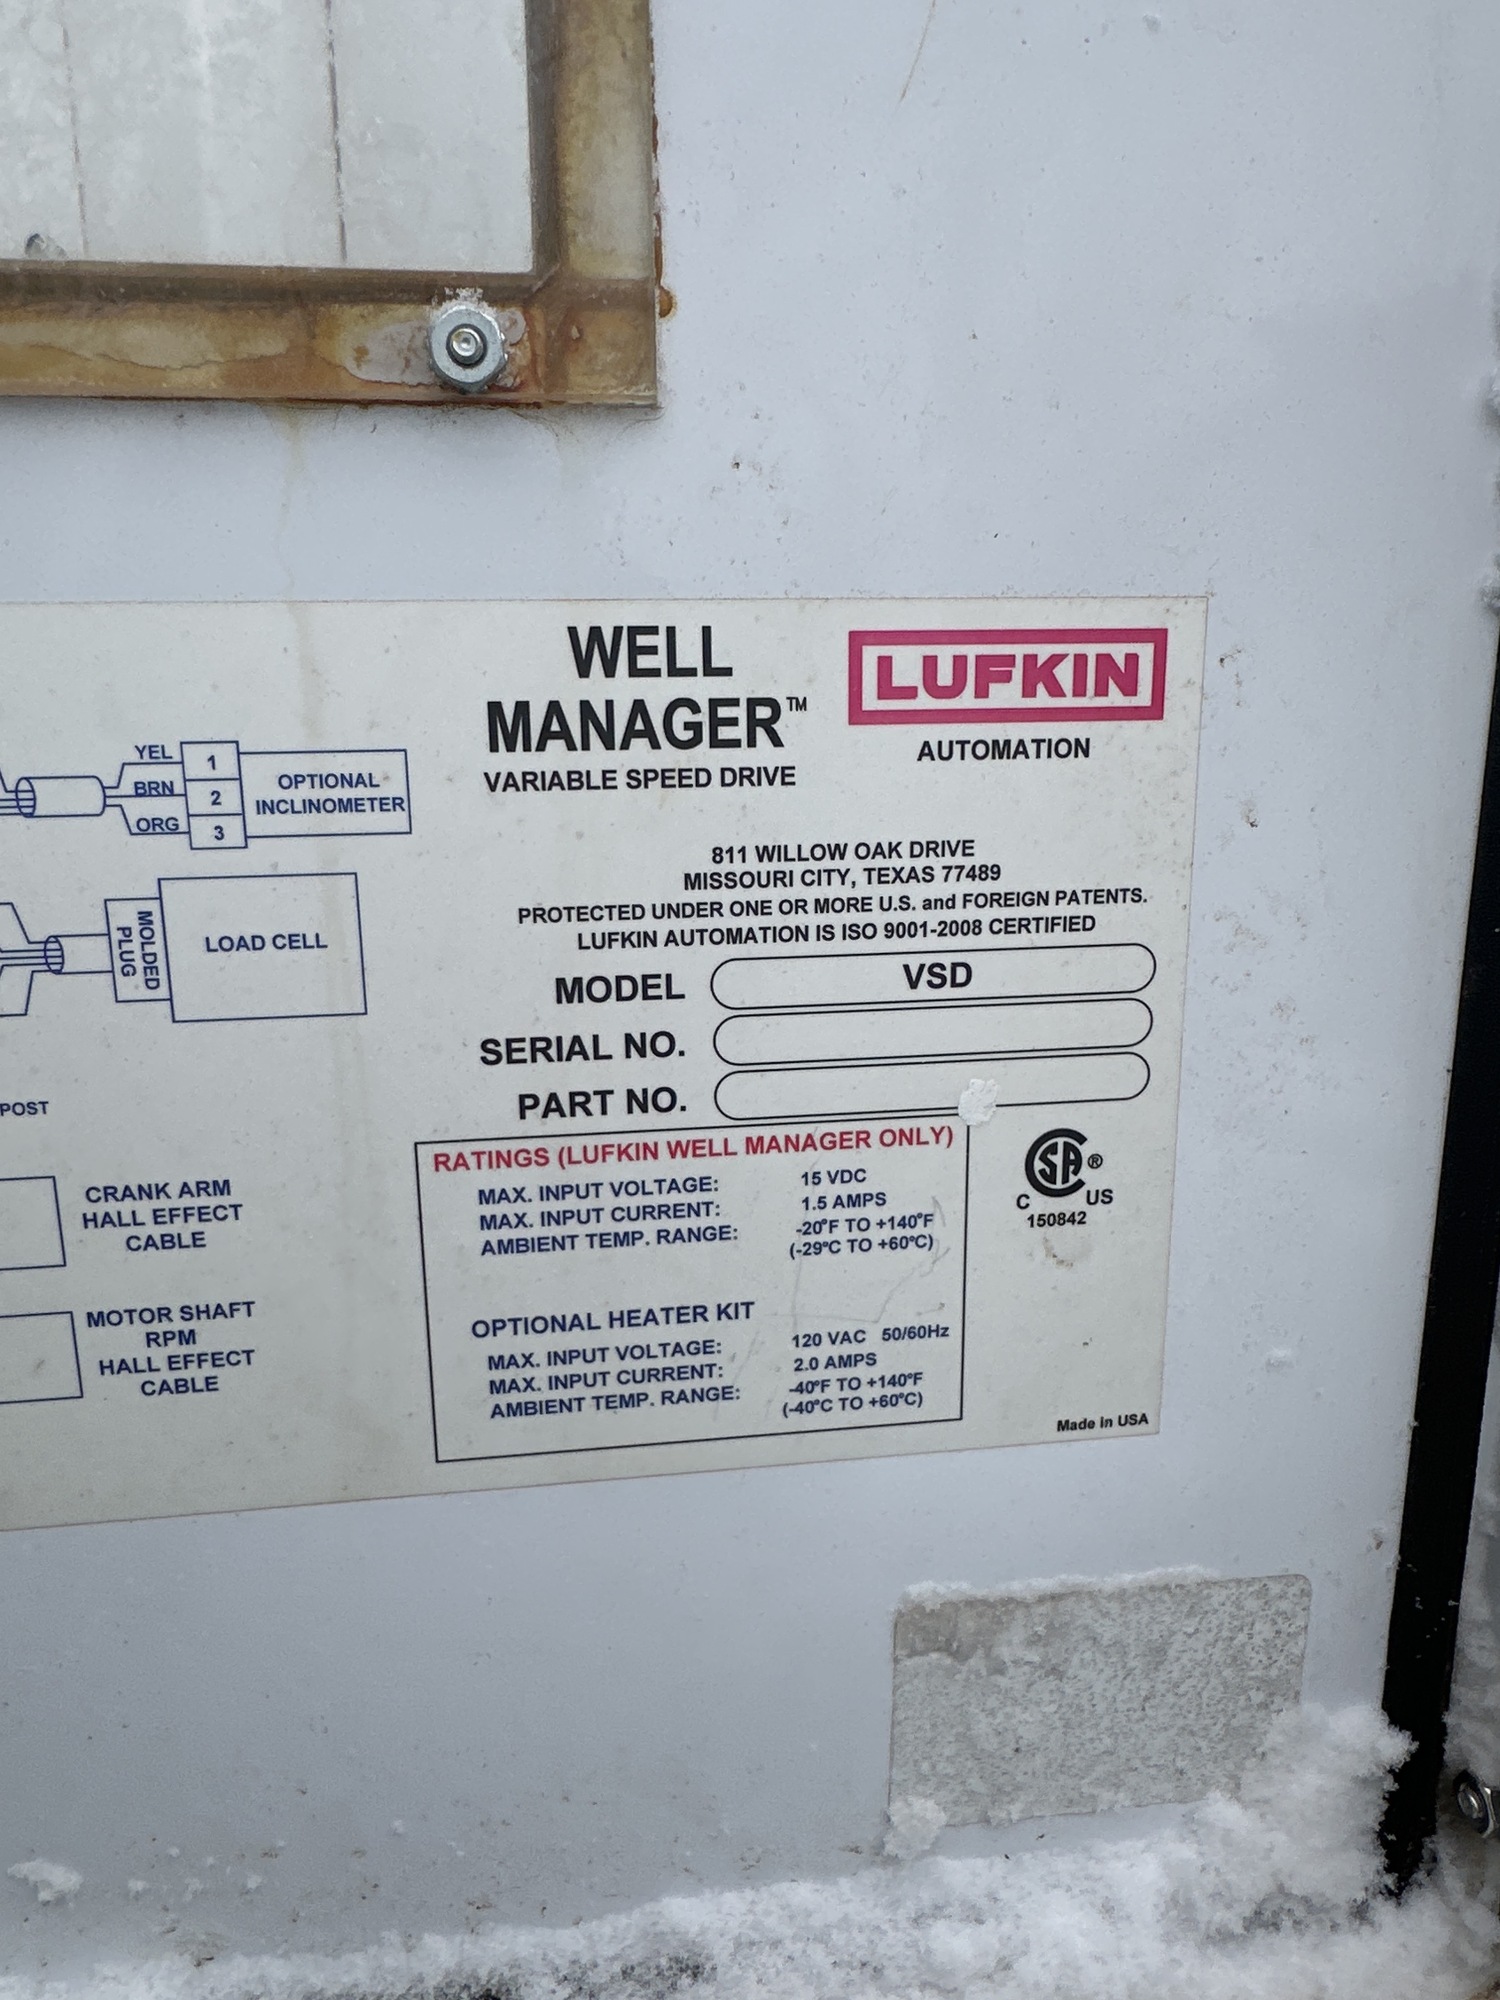 WELL
MANAGER™
VARIABLE SPEED DRIVE
LUFKIN
AUTOMATION
811 WILLOW OAK DRIVE
MISSOURI CITY, TEXAS 77489
PROTECTED UNDER ONE OR MORE U.S. and FOREIGN PATENTS.
LUFKIN AUTOMATION IS ISO 9001-2008 CERTIFIED
MODEL VSD
SERIAL NO.
PART NO.
RATINGS (LUFKIN WELL MANAGER ONLY)
MAX. INPUT VOLTAGE: 15 VDC
MAX. INPUT CURRENT: 1.5 AMPS
AMBIENT TEMP. RANGE: -20°F TO +140°F
(-29°C TO +60°C)
OPTIONAL HEATER KIT
MAX. INPUT VOLTAGE: 120 VAC 50/60Hz
MAX. INPUT CURRENT: 2.0 AMPS
AMBIENT TEMP. RANGE: -40°F TO +140°F
(-40°C TO +60°C)
CSA®
C US
150842
Made in USA
YEL 1
BRN 2
ORG 3
OPTIONAL
INCLINOMETER
MOLDED
PLUG
LOAD CELL
POST
CRANK ARM
HALL EFFECT
CABLE
MOTOR SHAFT
RPM
HALL EFFECT
CABLE